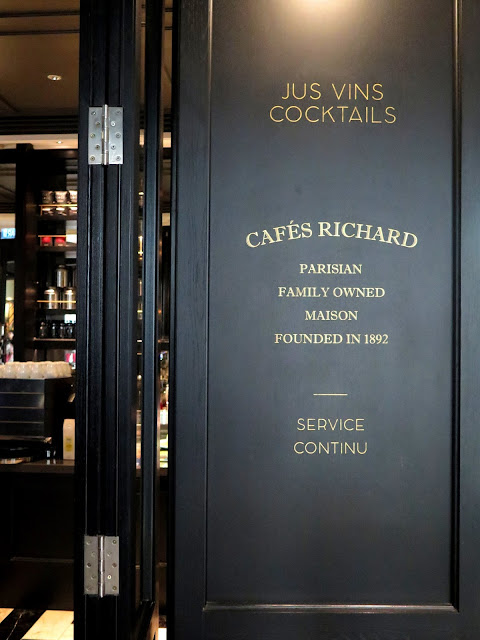 JUS VINS
COCKTAILS
CAFÉS RICHARD
PARISIAN
FAMILY OWNED
MAISON
FOUNDED IN 1892
SERVICE
CONTINU